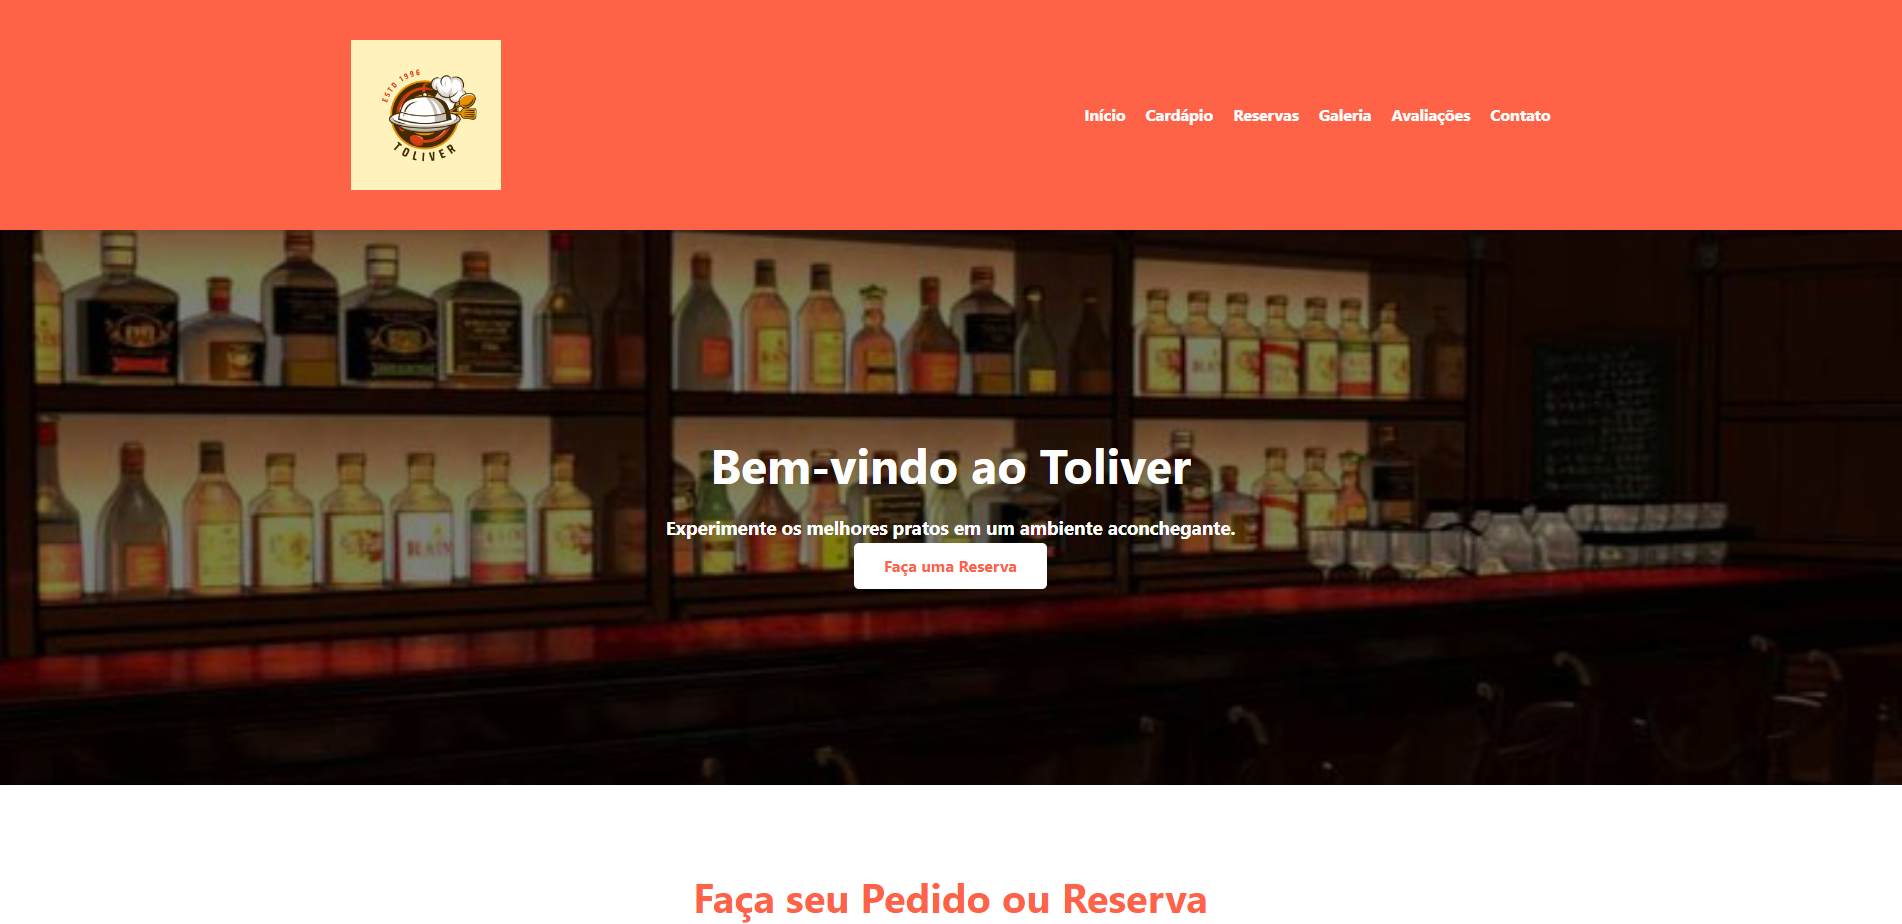 ESTD 1996
TOLIVER
Início Cardápio Reservas Galeria Avaliações Contato
Bem-vindo ao Toliver
Experimente os melhores pratos em um ambiente aconchegante.
Faça uma Reserva
Faça seu Pedido ou Reserva